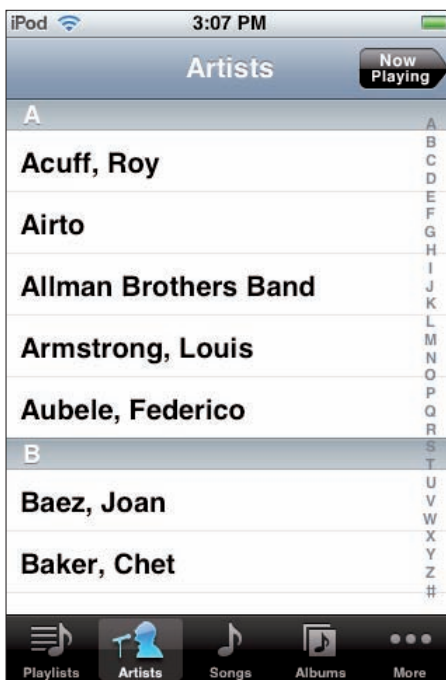 iPod 3:07 PM
Artists
Now
Playing
A
Acuff, Roy
Airto
Allman Brothers Band
Armstrong, Louis
Aubele, Federico
B
Baez, Joan
Baker, Chet
A
B
C
D
E
F
G
H
I
J
K
L
M
N
O
P
Q
R
S
T
U
V
W
X
Y
Z
#
Playlists Artists Songs Albums More